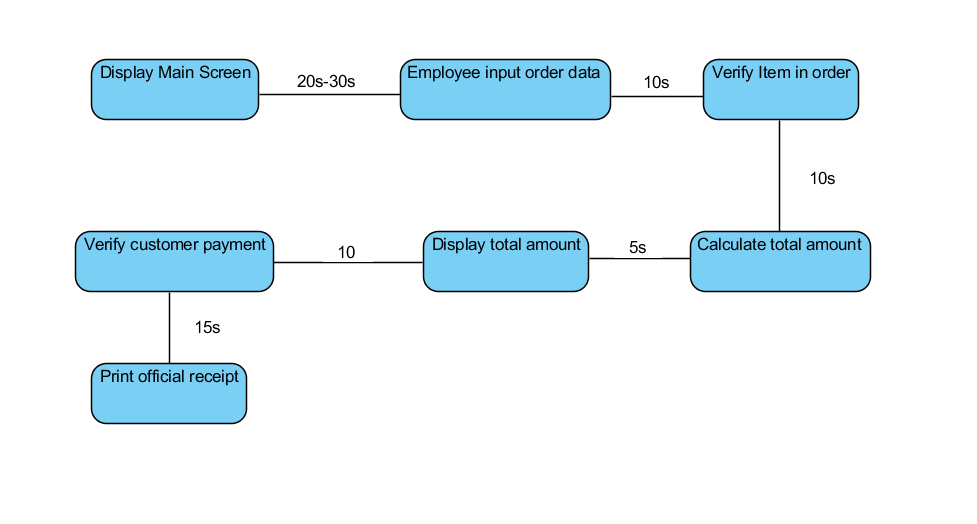 Display Main Screen
20s-30s
Employee input order data
10s
Verify Item in order
10s
Calculate total amount
5s
Display total amount
10
Verify customer payment
15s
Print official receipt